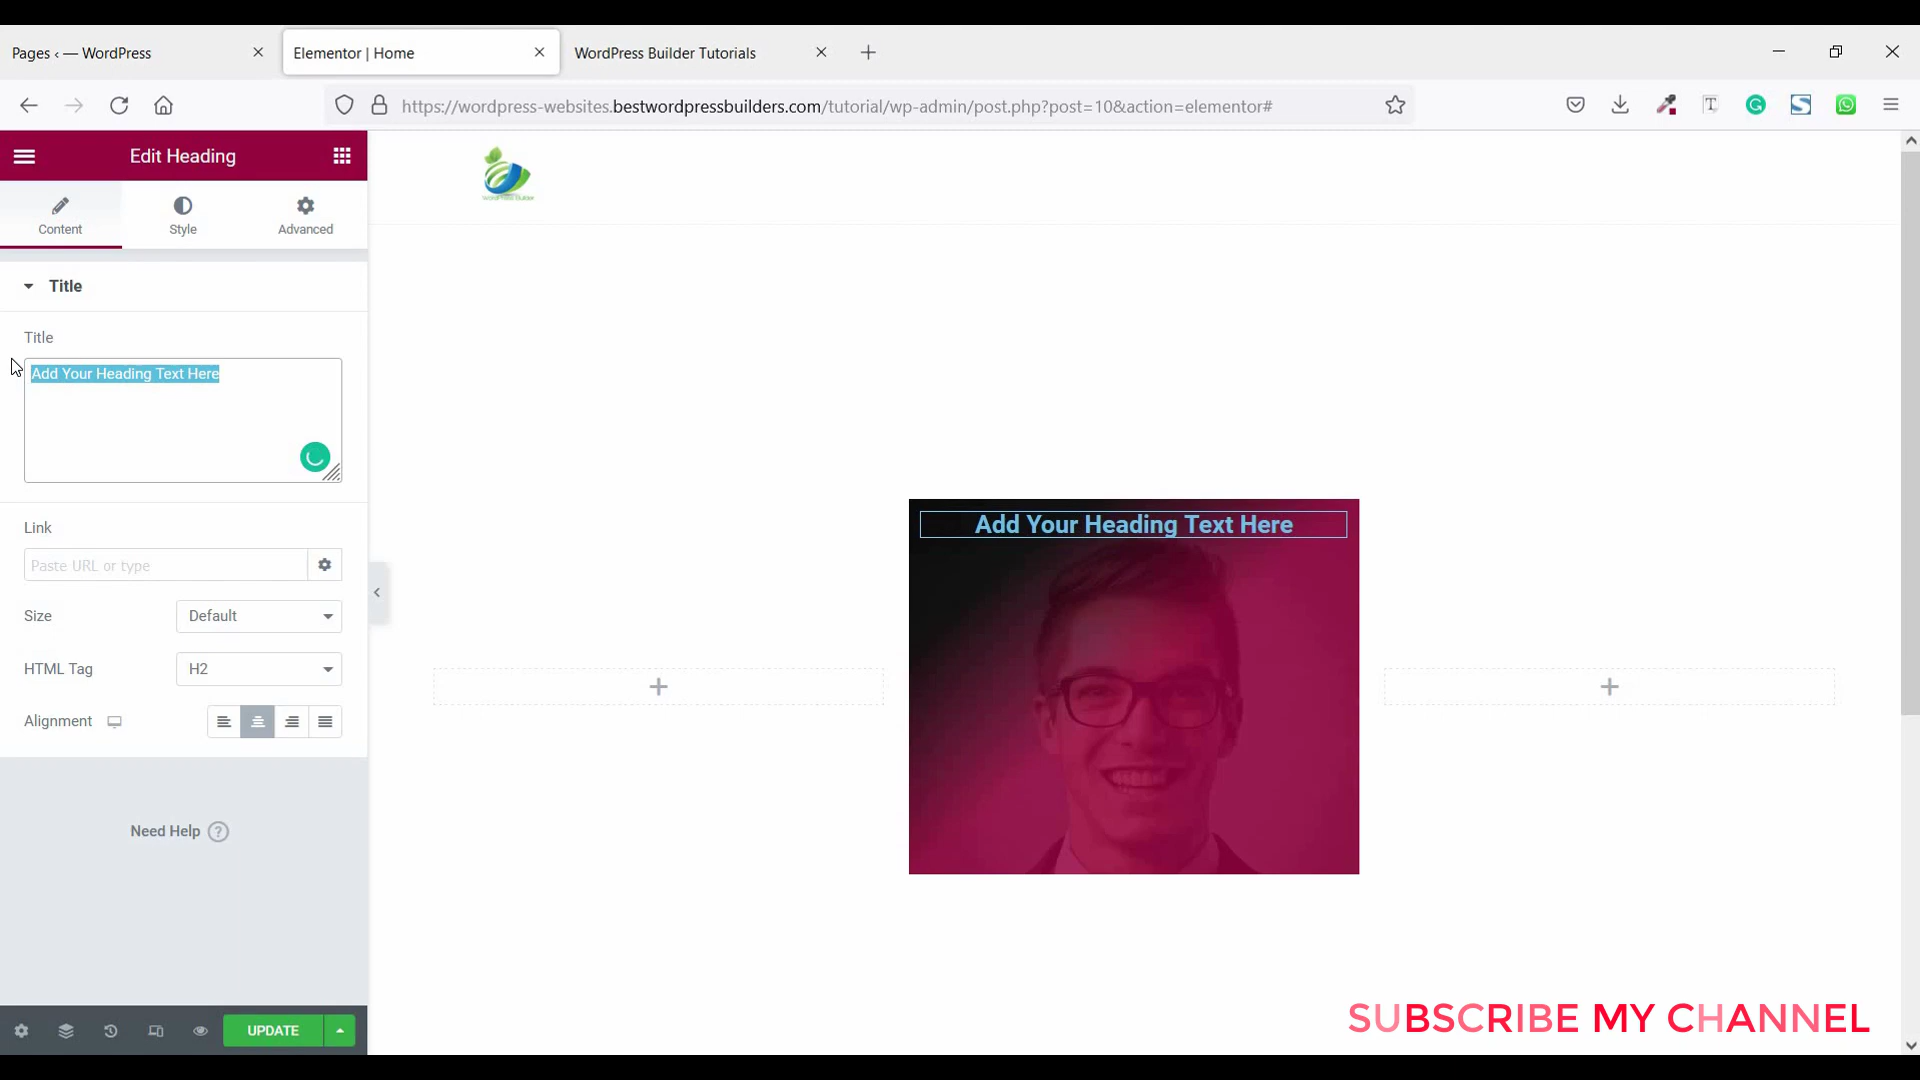 Pages ‹ — WordPress
Elementor | Home
WordPress Builder Tutorials
https://wordpress-websites.bestwordpressbuilders.com/tutorial/wp-admin/post.php?post=10&action=elementor#
Edit Heading
Content
Style
Advanced
Title
Title
Add Your Heading Text Here
Link
Paste URL or type
Size
Default
HTML Tag
H2
Alignment
Need Help ?
UPDATE
WordPress Builder
Add Your Heading Text Here
SUBSCRIBE MY CHANNEL